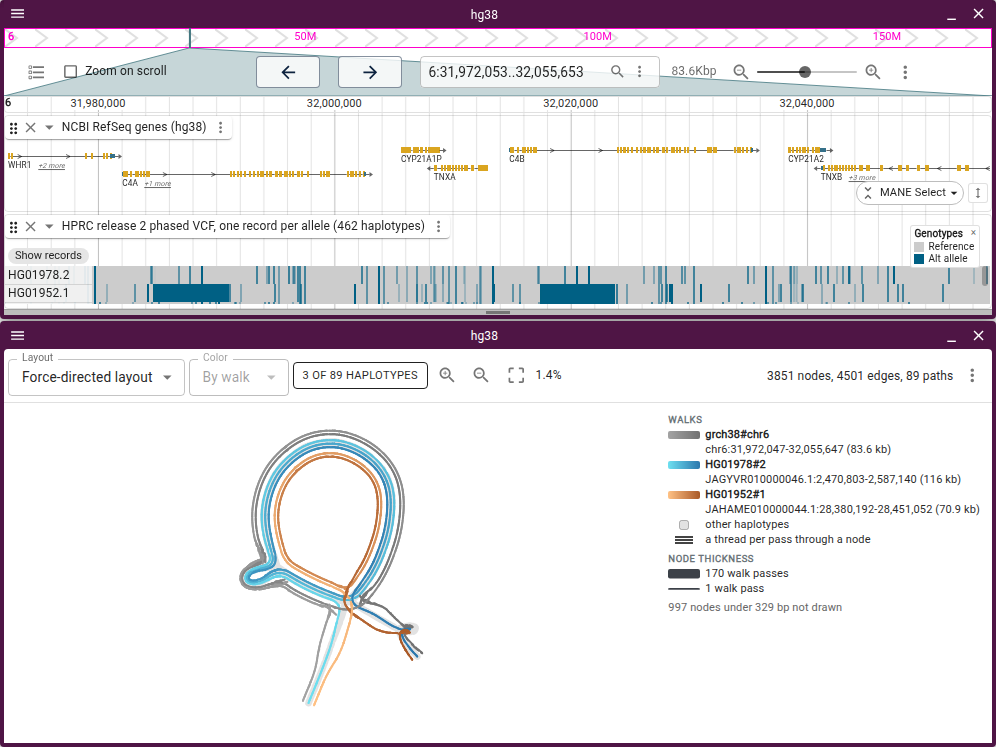 hg38
6
50M
100M
150M
Zoom on scroll
6:31,972,053..32,055,653
83.6Kbp
6
31,980,000
32,000,000
32,020,000
32,040,000
NCBI RefSeq genes (hg38)
WHR1
+2 more
C4A
+1 more
CYP21A1P
TNXA
C4B
CYP21A2
TNXB
+3 more
MANE Select
HPRC release 2 phased VCF, one record per allele (462 haplotypes)
Show records
Genotypes
x
Reference
Alt allele
HG01978.2
HG01952.1
hg38
Layout
Force-directed layout
Color
By walk
3 OF 89 HAPLOTYPES
1.4%
3851 nodes, 4501 edges, 89 paths
WALKS
grch38#chr6
chr6:31,972,047-32,055,647 (83.6 kb)
HG01978#2
JAGYVR010000046.1:2,470,803-2,587,140 (116 kb)
HG01952#1
JAHAME010000044.1:28,380,192-28,451,052 (70.9 kb)
other haplotypes
a thread per pass through a node
NODE THICKNESS
170 walk passes
1 walk pass
997 nodes under 329 bp not drawn